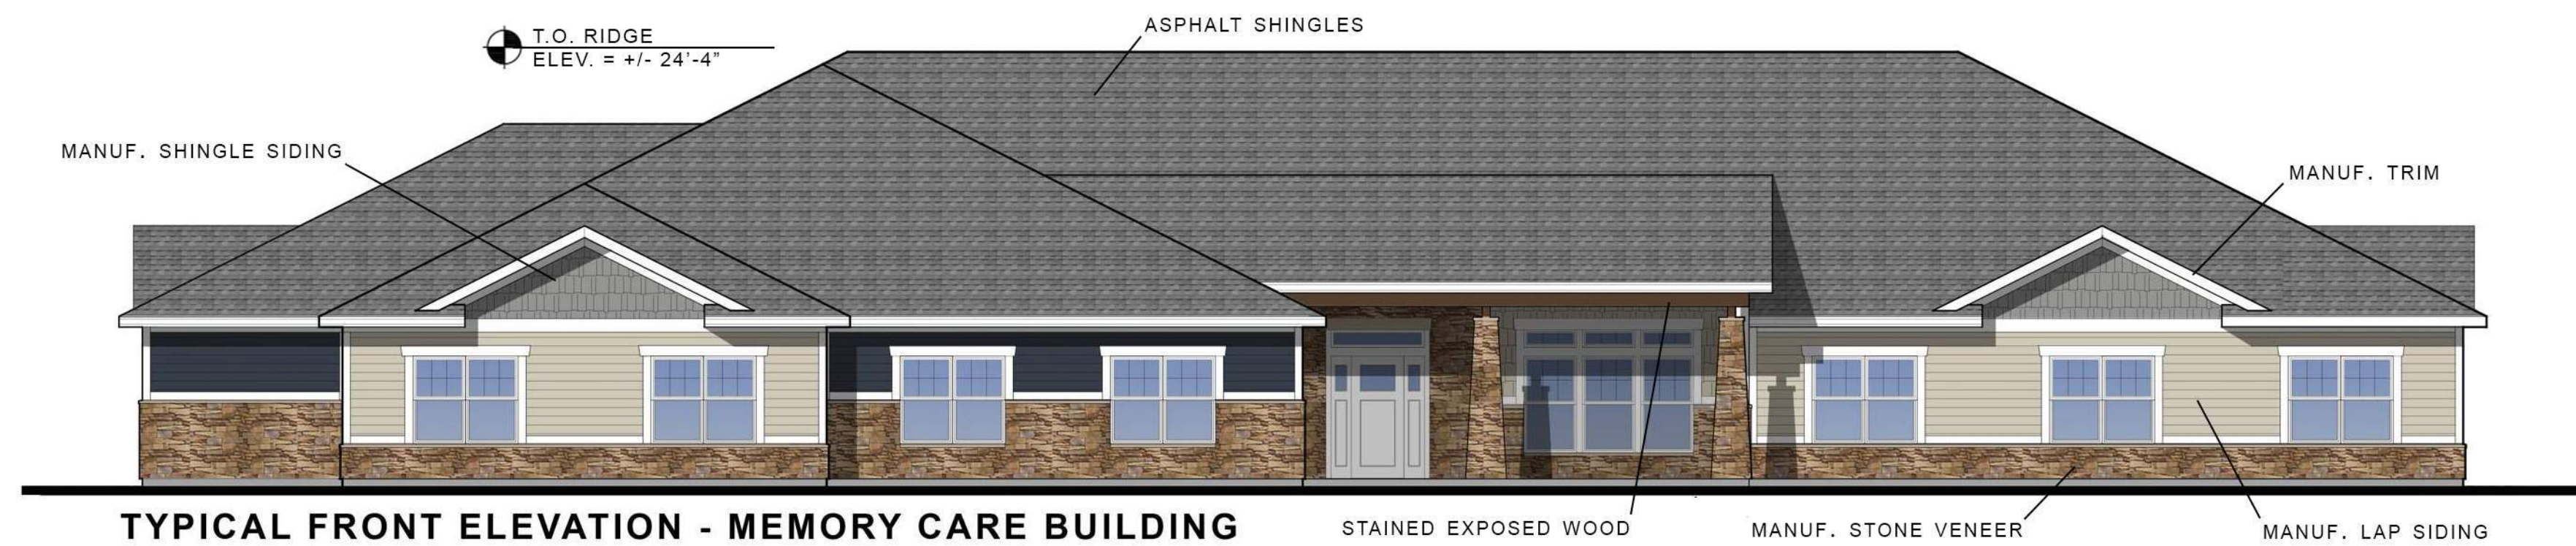 ASPHALT SHINGLES
T.O. RIDGE
ELEV. = +/- 24'-4"
MANUF. SHINGLE SIDING
MANUF. TRIM
TYPICAL FRONT ELEVATION - MEMORY CARE BUILDING
STAINED EXPOSED WOOD
MANUF. STONE VENEER
MANUF. LAP SIDING